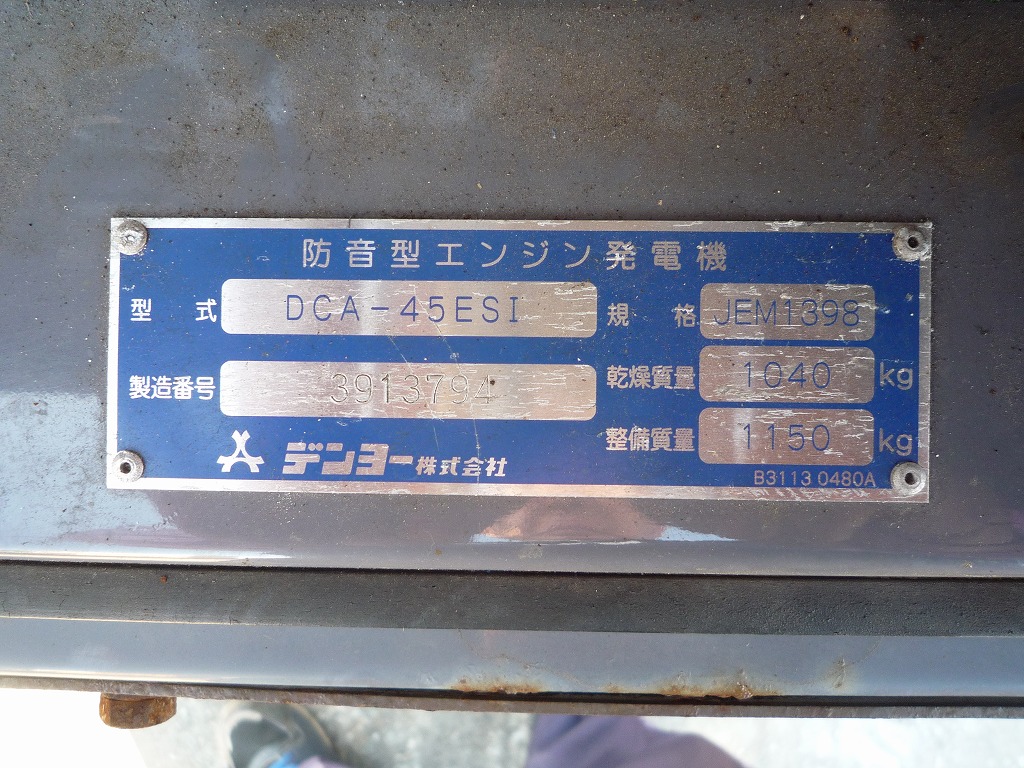 防音型エンジン発電機
型式 DCA-45ESI 規格 JEM1398
製造番号 3913794 乾燥質量 1040 kg
整備質量 1150 kg
デンヨー株式会社
B3113 0480A